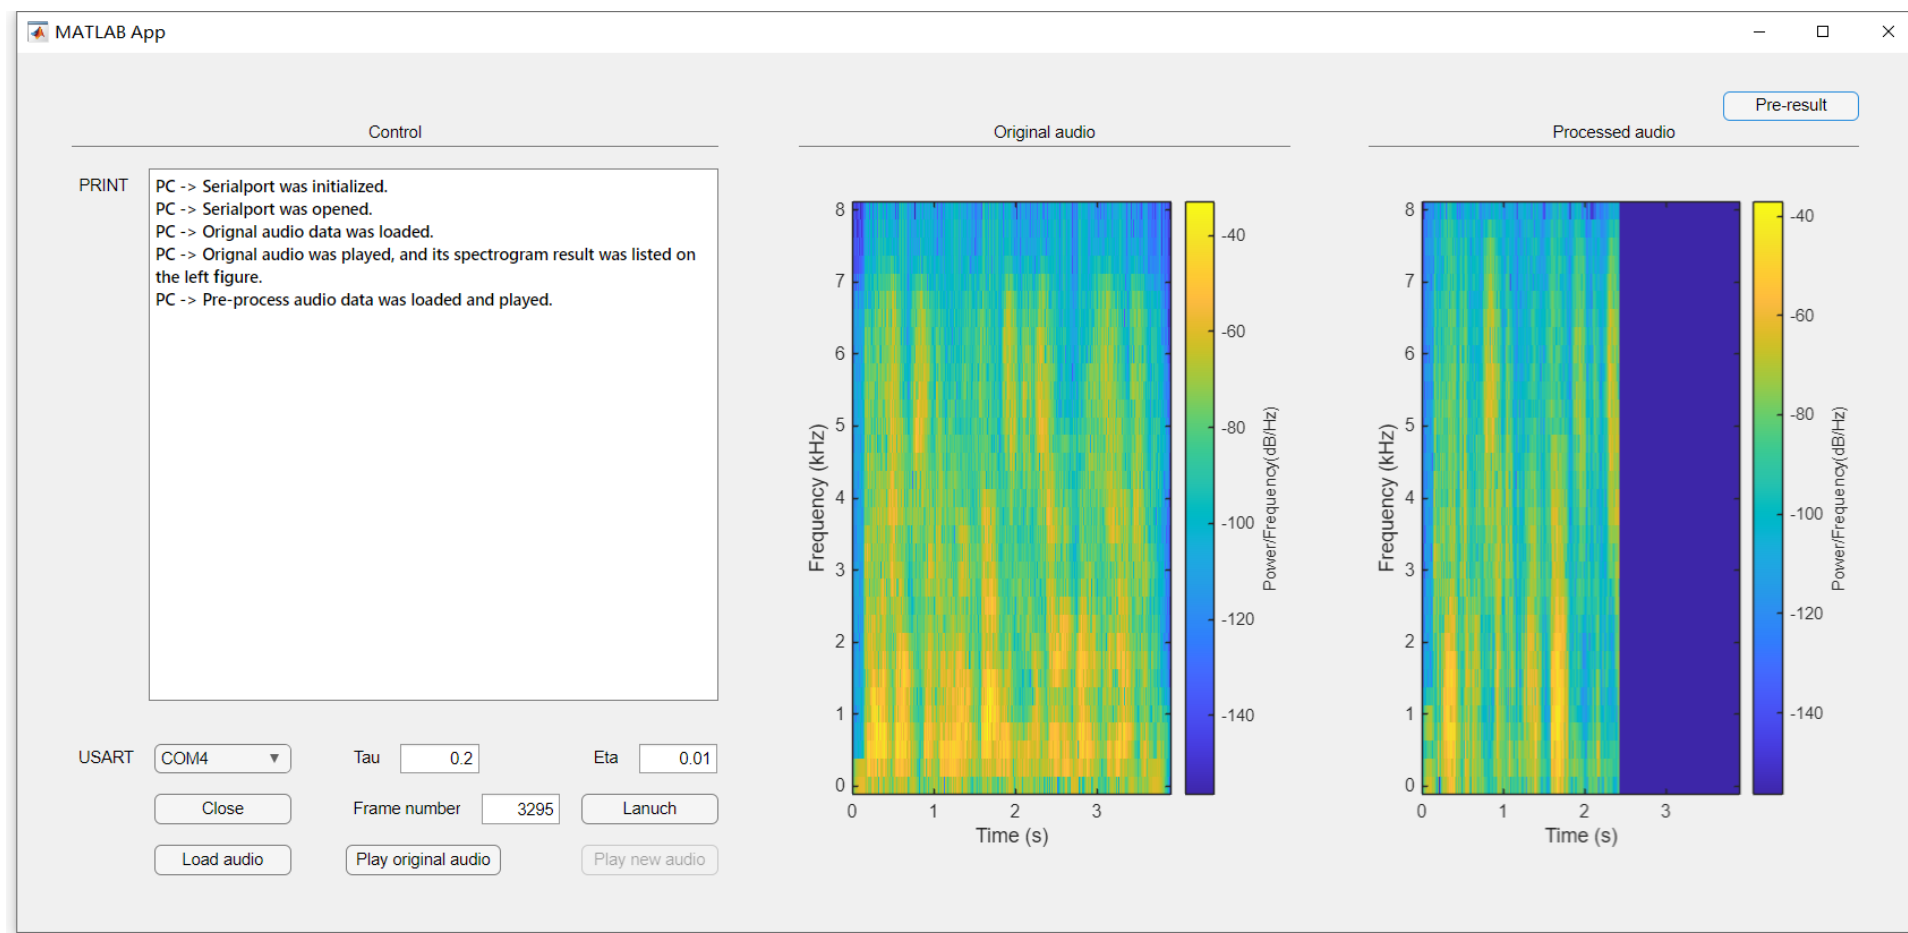 MATLAB App
Pre-result
Control
Original audio
Processed audio
PRINT
PC -> Serialport was initialized.
PC -> Serialport was opened.
PC -> Orignal audio data was loaded.
PC -> Orignal audio was played, and its spectrogram result was listed on
the left figure.
PC -> Pre-process audio data was loaded and played.
USART
COM4
Tau
0.2
Eta
0.01
Close
Frame number
3295
Lanuch
Load audio
Play original audio
Play new audio
8
7
6
5
4
3
2
1
0
Frequency (kHz)
0 1 2 3
Time (s)
-40
-60
-80
-100
-120
-140
Power/Frequency(dB/Hz)
8
7
6
5
4
3
2
1
0
Frequency (kHz)
0 1 2 3
Time (s)
-40
-60
-80
-100
-120
-140
Power/Frequency(dB/Hz)